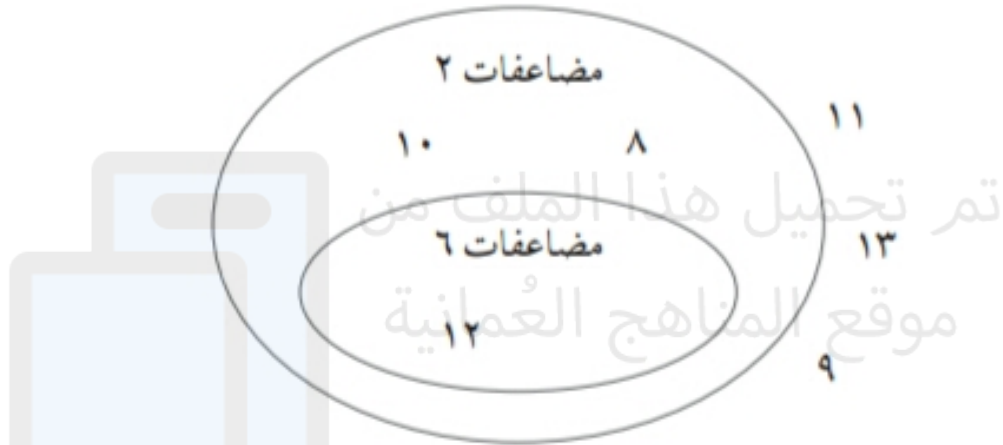 مضاعفات ٢
١١
٨
١٠
تم تحميل هذا الملف من
مضاعفات ٦
١٣
موقع المناهج العُمانية
١٢
٩